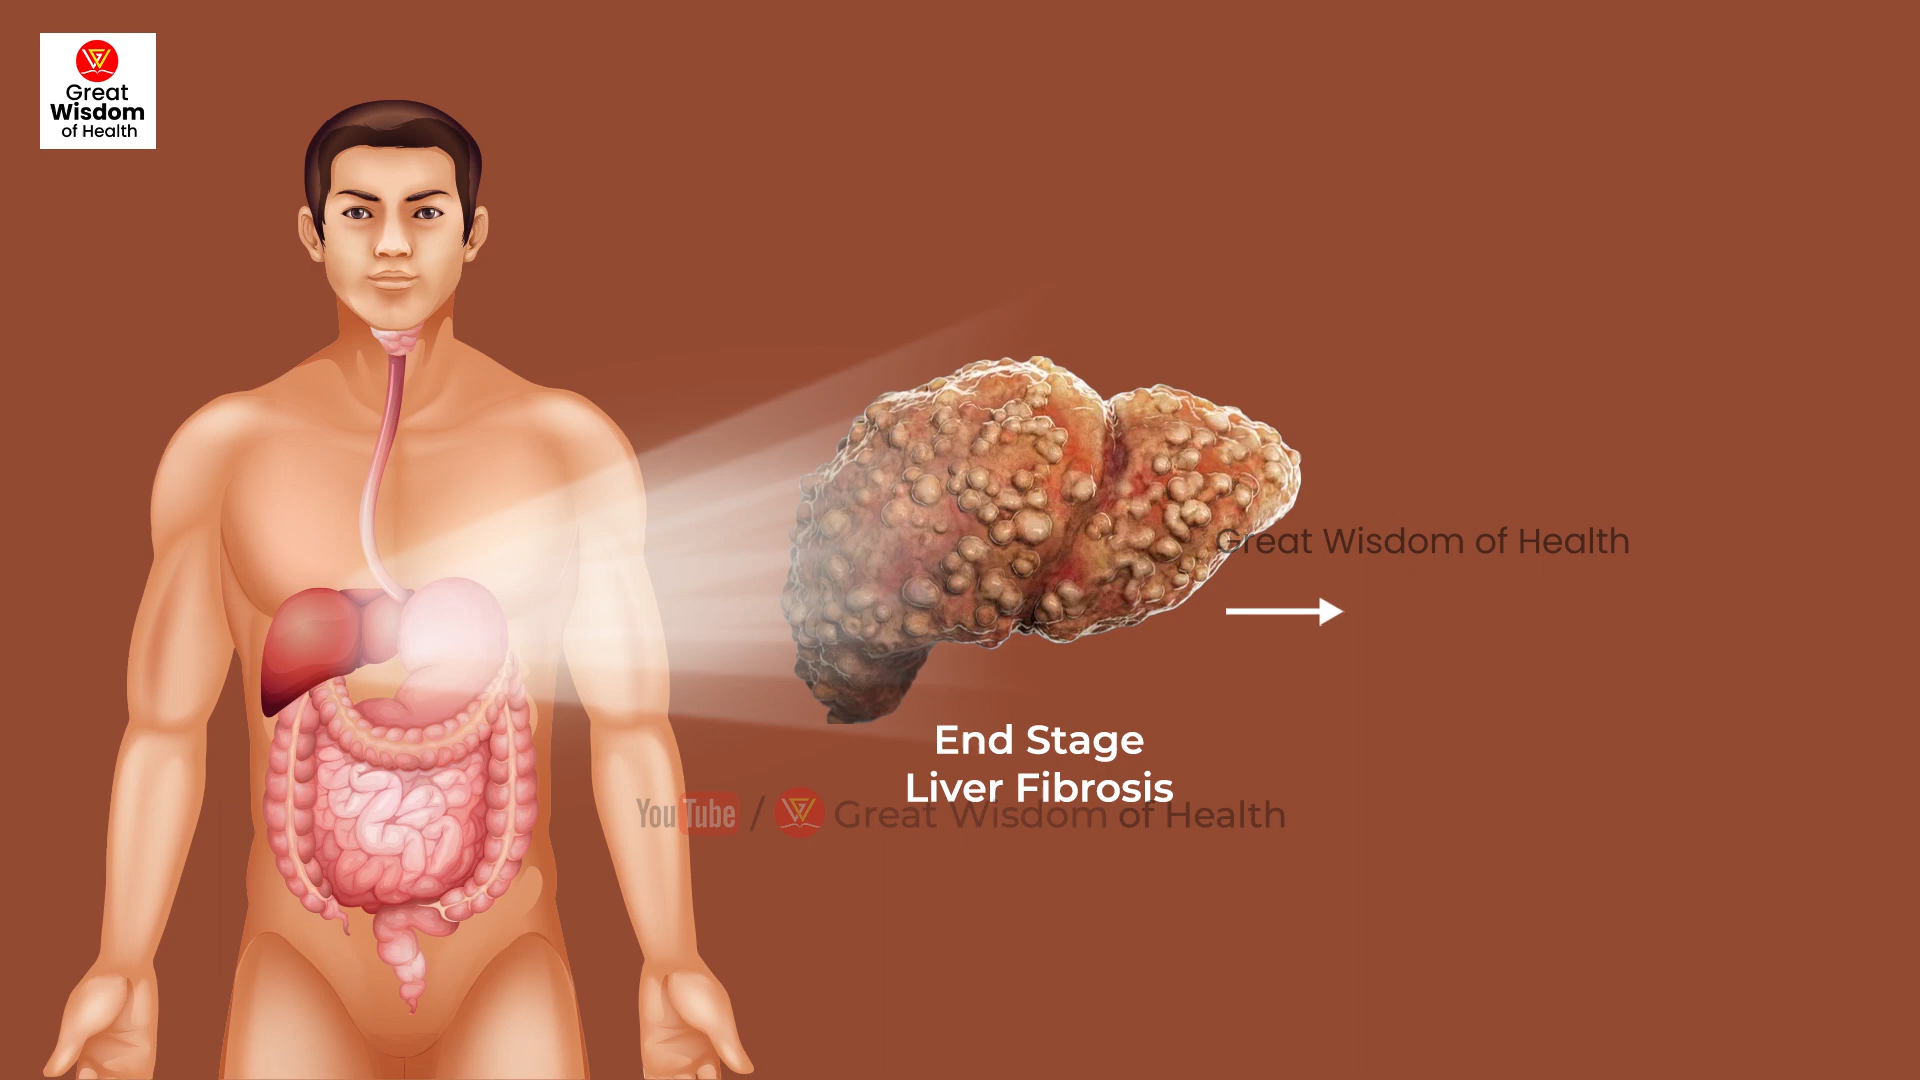 Great
Wisdom
of Health
Great Wisdom of Health
End Stage
Liver Fibrosis
YouTube / Great Wisdom of Health